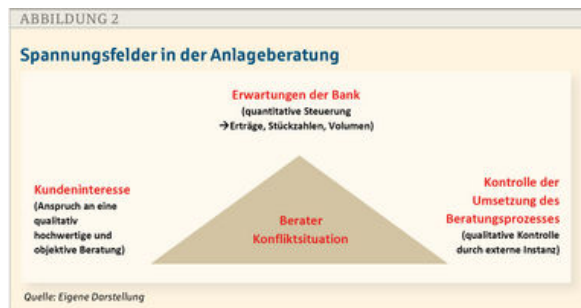 ABBILDUNG 2
Spannungsfelder in der Anlageberatung
Erwartungen der Bank
(quantitative Steuerung
→Erträge, Stückzahlen, Volumen)
Kundeninteresse
(Anspruch an eine
qualitativ
hochwertige und
objektive Beratung)
Berater
Konfliktsituation
Kontrolle der
Umsetzung des
Beratungsprozesses
(qualitative Kontrolle
durch externe Instanz)
Quelle: Eigene Darstellung